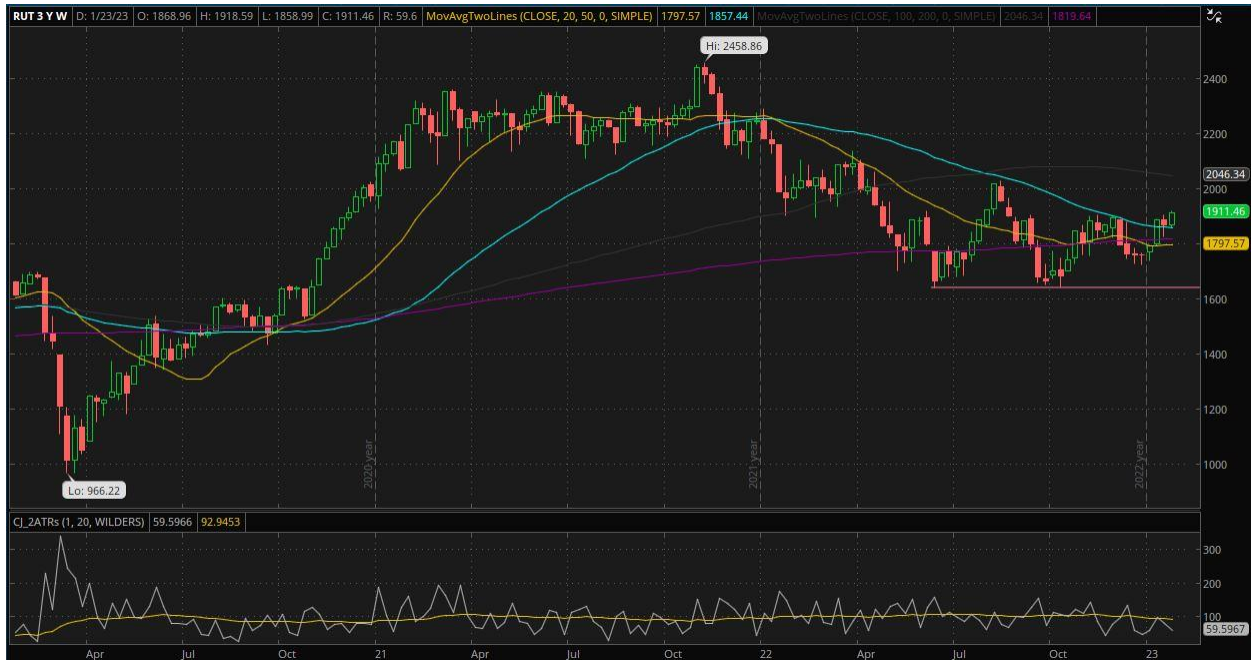 RUT 3 Y W D: 1/23/23 O: 1868.96 H: 1918.59 L: 1858.99 C: 1911.46 R: 59.6 MovAvgTwoLines (CLOSE, 20, 50, 0, SIMPLE) 1797.57 1857.44 MovAvgTwoLines (CLOSE, 100, 200, 0, SIMPLE) 2046.34 1819.64
Hi: 2458.86
2400
2200
2046.34
2000
1911.46
1797.57
1600
1400
1200
1000
2020 year
2021 year
2022 year
Lo: 966.22
CJ_2ATRs (1, 20, WILDERS) 59.5966 92.9453
300
200
100
59.5967
Apr Jul Oct 21 Apr Jul Oct 22 Apr Jul Oct 23